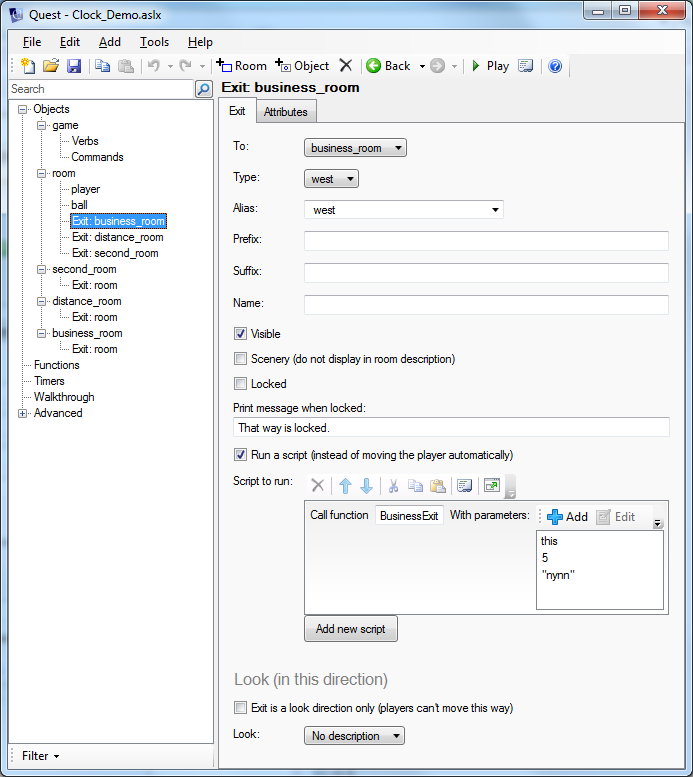 Quest - Clock_Demo.aslx
File Edit Add Tools Help
Room Object Back Play
Search
Exit: business_room
Objects
game
Verbs
Commands
room
player
ball
Exit: business_room
Exit: distance_room
Exit: second_room
second_room
Exit: room
distance_room
Exit: room
business_room
Exit: room
Functions
Timers
Walkthrough
Advanced
Filter
Exit Attributes
To: business_room
Type: west
Alias: west
Prefix:
Suffix:
Name:
Visible
Scenery (do not display in room description)
Locked
Print message when locked:
That way is locked.
Run a script (instead of moving the player automatically)
Script to run:
Call function BusinessExit With parameters: Add Edit
this
5
"nynn"
Add new script
Look (in this direction)
Exit is a look direction only (players can't move this way)
Look: No description